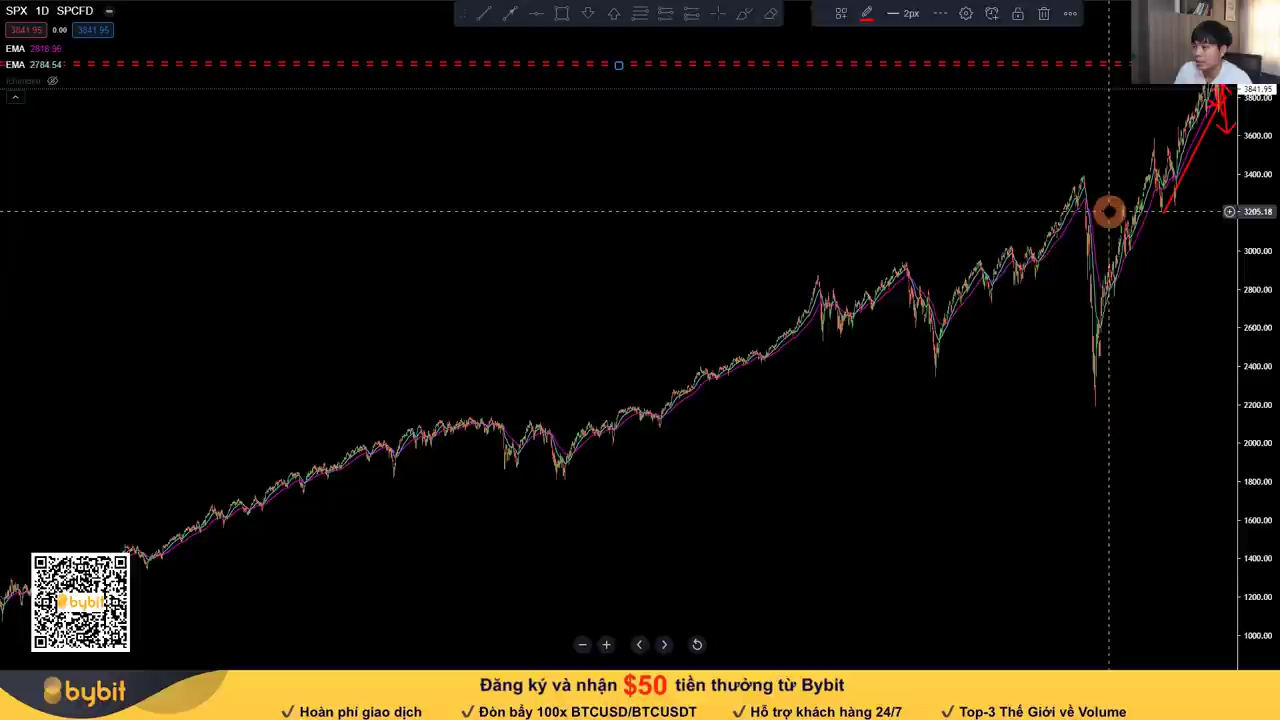 SPX 1D SPCFD
3841.95 0.00 3841.95
EMA 2816.96
EMA 2784.54
Ichimoku
2px
3841.95
3800.00
3600.00
3400.00
3205.18
3000.00
2800.00
2600.00
2400.00
2200.00
2000.00
1800.00
1600.00
1400.00
1000.00
bybit
bybit
Đăng ký và nhận $50 tiền thưởng từ Bybit
Hoàn phí giao dịch
Đòn bẩy 100x BTCUSD/BTCUSDT
Hỗ trợ khách hàng 24/7
Top-3 Thế Giới về Volume